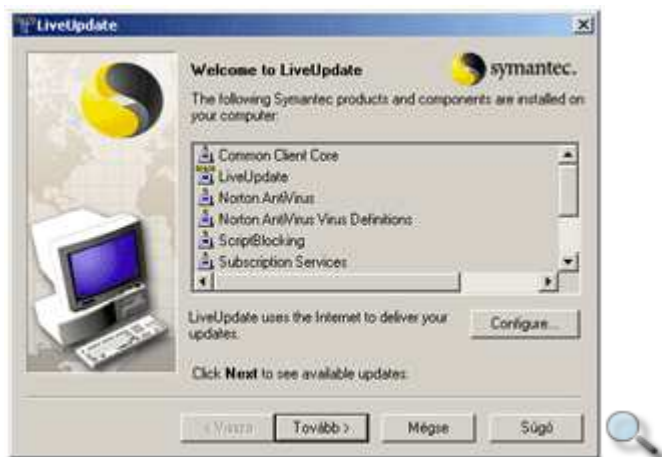 LiveUpdate
Welcome to LiveUpdate
symantec.
The following Symantec products and components are installed on
your computer:
Common Client Core
LiveUpdate
Norton AntiVirus
Norton AntiVirus Virus Definitions
ScriptBlocking
Subscription Services
LiveUpdate uses the Internet to deliver your
updates.
Configure...
Click Next to see available updates.
< Vissza
Tovább >
Mégse
Súgó